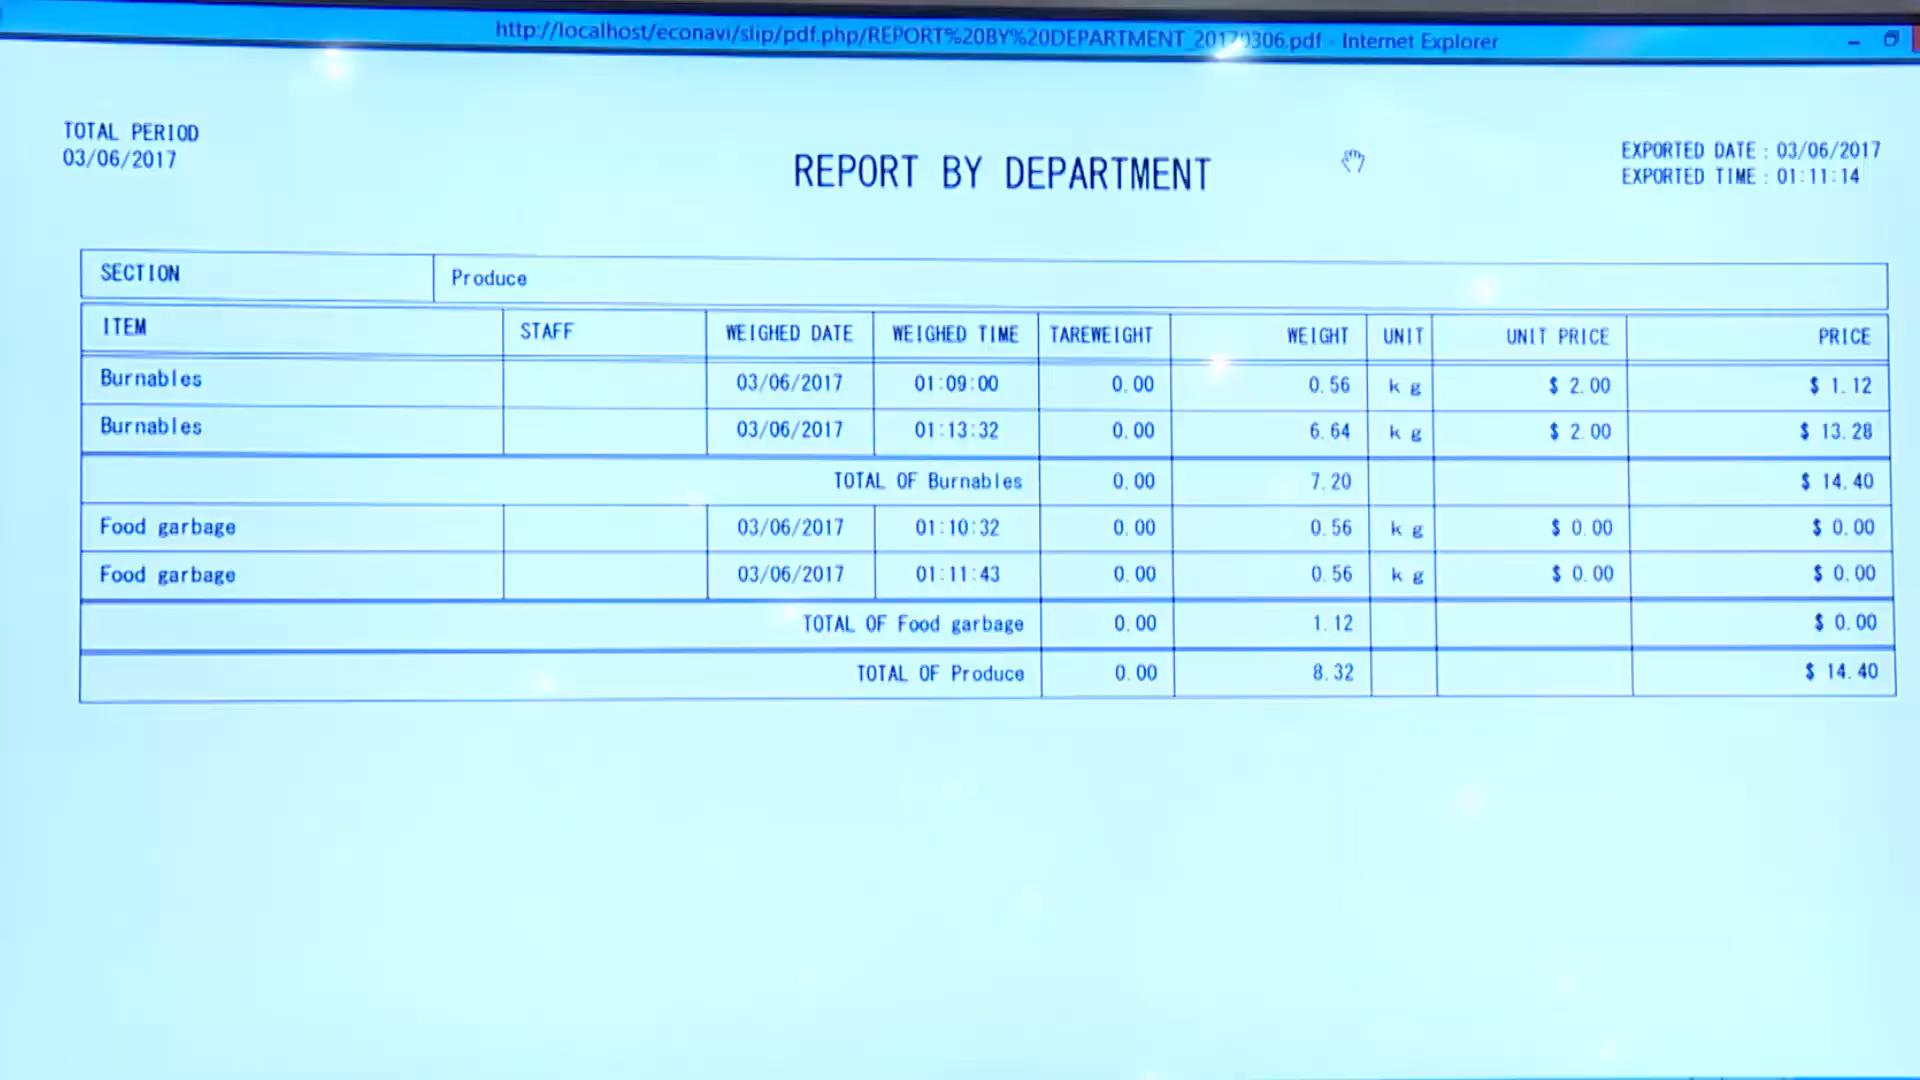 http://localhost/econavi/slip/pdf.php/REPORT%20BY%20DEPARTMENT_20170306.pdf - Internet Explorer
TOTAL PERIOD
03/06/2017
REPORT BY DEPARTMENT
EXPORTED DATE : 03/06/2017
EXPORTED TIME : 01:11:14
SECTION Produce
ITEM STAFF WEIGHED DATE WEIGHED TIME TAREWEIGHT WEIGHT UNIT UNIT PRICE PRICE
Burnables 03/06/2017 01:09:00 0.00 0.56 kg $ 2.00 $ 1.12
Burnables 03/06/2017 01:13:32 0.00 6.64 kg $ 2.00 $ 13.28
TOTAL OF Burnables 0.00 7.20 $ 14.40
Food garbage 03/06/2017 01:10:32 0.00 0.56 kg $ 0.00 $ 0.00
Food garbage 03/06/2017 01:11:43 0.00 0.56 kg $ 0.00 $ 0.00
TOTAL OF Food garbage 0.00 1.12 $ 0.00
TOTAL OF Produce 0.00 8.32 $ 14.40